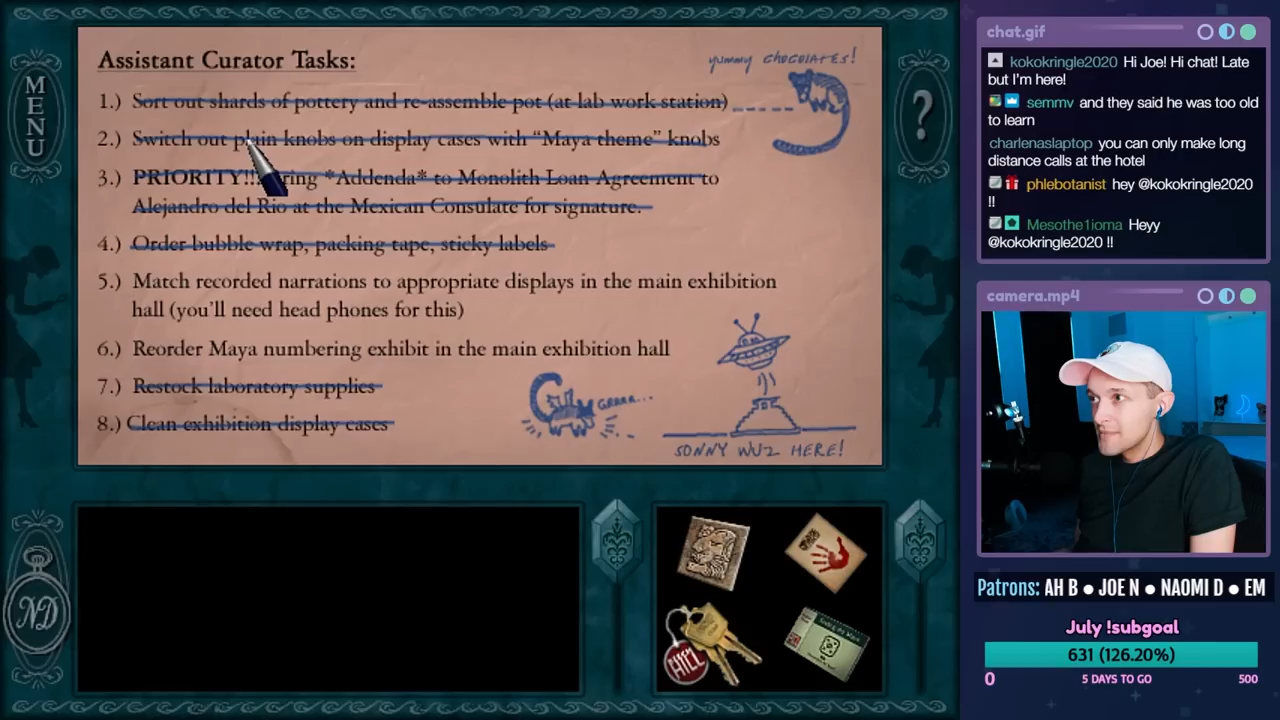 MENU
Assistant Curator Tasks:
yummy chocolates!
1.) Sort out shards of pottery and re-assemble pot (at lab work station)
2.) Switch out plain knobs on display cases with “Maya theme” knobs
3.) PRIORITY!!! Bring *Addenda* to Monolith Loan Agreement to
Alejandro del Rio at the Mexican Consulate for signature.
4.) Order bubble wrap, packing tape, sticky labels
5.) Match recorded narrations to appropriate displays in the main exhibition
hall (you’ll need head phones for this)
6.) Reorder Maya numbering exhibit in the main exhibition hall
7.) Restock laboratory supplies
8.) Clean exhibition display cases
GRRRR...
SONNY WUZ HERE!
?
ND
HILL
chat.gif
kokokringle2020 Hi Joe! Hi chat! Late
but I’m here!
semmv and they said he was too old
to learn
charlenaslaptop you can only make long
distance calls at the hotel
phlebotanist hey @kokokringle2020
!!
Mesothe1ioma Heyy
@kokokringle2020 !!
camera.mp4
Patrons: AH B ● JOE N ● NAOMI D ● EM
July !subgoal
631 (126.20%)
0 5 DAYS TO GO 500